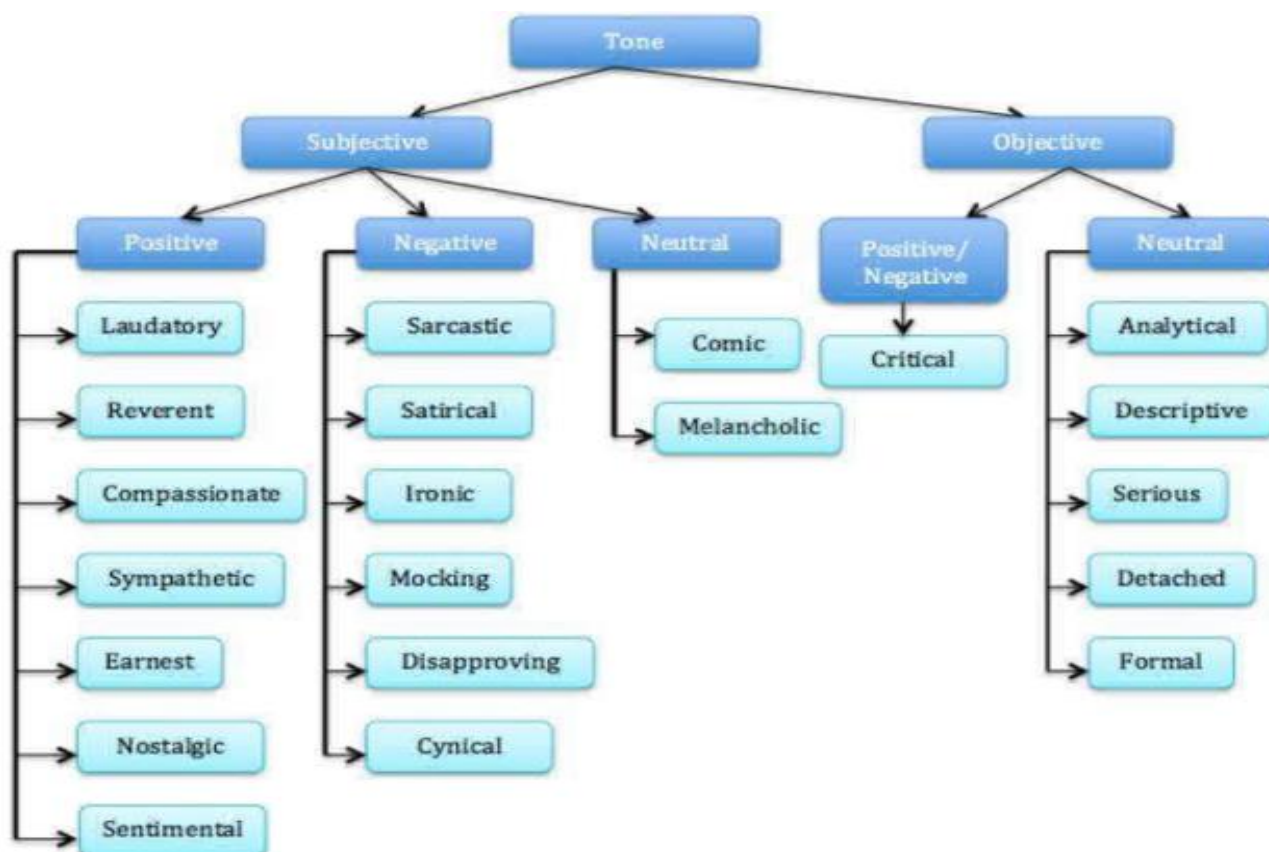 Tone
Subjective
Objective
Positive
Negative
Neutral
Positive/
Negative
Neutral
Laudatory
Reverent
Compassionate
Sympathetic
Earnest
Nostalgic
Sentimental
Sarcastic
Satirical
Ironic
Mocking
Disapproving
Cynical
Comic
Melancholic
Critical
Analytical
Descriptive
Serious
Detached
Formal